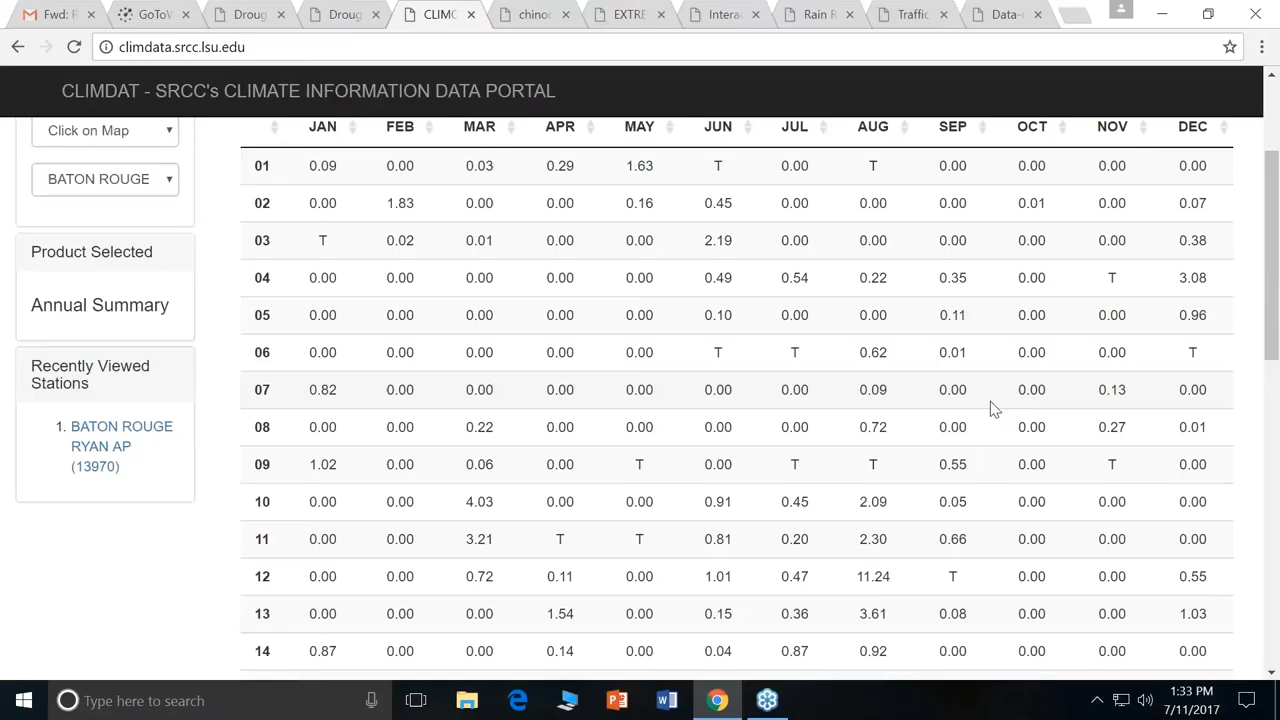 Fwd: F GoToW Droug Droug CLIMC chinoo EXTRE Interac Rain R Traffic Data-
climdata.srcc.lsu.edu
CLIMDAT - SRCC's CLIMATE INFORMATION DATA PORTAL
Click on Map
BATON ROUGE
Product Selected
Annual Summary
Recently Viewed
Stations
1. BATON ROUGE
RYAN AP
(13970)
JAN FEB MAR APR MAY JUN JUL AUG SEP OCT NOV DEC
01 0.09 0.00 0.03 0.29 1.63 T 0.00 T 0.00 0.00 0.00 0.00
02 0.00 1.83 0.00 0.00 0.16 0.45 0.00 0.00 0.00 0.01 0.00 0.07
03 T 0.02 0.01 0.00 0.00 2.19 0.00 0.00 0.00 0.00 0.00 0.38
04 0.00 0.00 0.00 0.00 0.00 0.49 0.54 0.22 0.35 0.00 T 3.08
05 0.00 0.00 0.00 0.00 0.00 0.10 0.00 0.00 0.11 0.00 0.00 0.96
06 0.00 0.00 0.00 0.00 0.00 T T 0.62 0.01 0.00 0.00 T
07 0.82 0.00 0.00 0.00 0.00 0.00 0.00 0.09 0.00 0.00 0.13 0.00
08 0.00 0.00 0.22 0.00 0.00 0.00 0.00 0.72 0.00 0.00 0.27 0.01
09 1.02 0.00 0.06 0.00 T 0.00 T T 0.55 0.00 T 0.00
10 0.00 0.00 4.03 0.00 0.00 0.91 0.45 2.09 0.05 0.00 0.00 0.00
11 0.00 0.00 3.21 T T 0.81 0.20 2.30 0.66 0.00 0.00 0.00
12 0.00 0.00 0.72 0.11 0.00 1.01 0.47 11.24 T 0.00 0.00 0.55
13 0.00 0.00 0.00 1.54 0.00 0.15 0.36 3.61 0.08 0.00 0.00 1.03
14 0.87 0.00 0.00 0.14 0.00 0.04 0.87 0.92 0.00 0.00 0.00 0.00
Type here to search
1:33 PM
7/11/2017